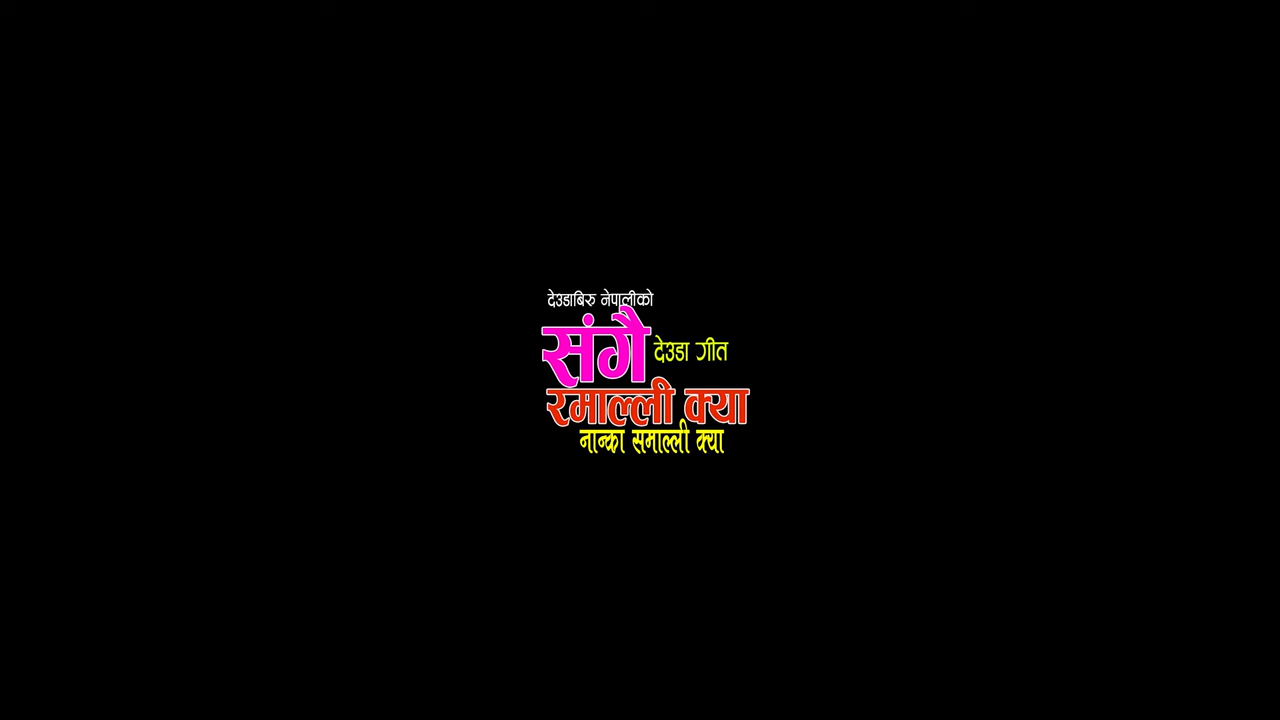 देउडाबिरु नेपालीको
संगै देउडा गीत
रमाल्ली क्या
नान्का समाल्ली क्या